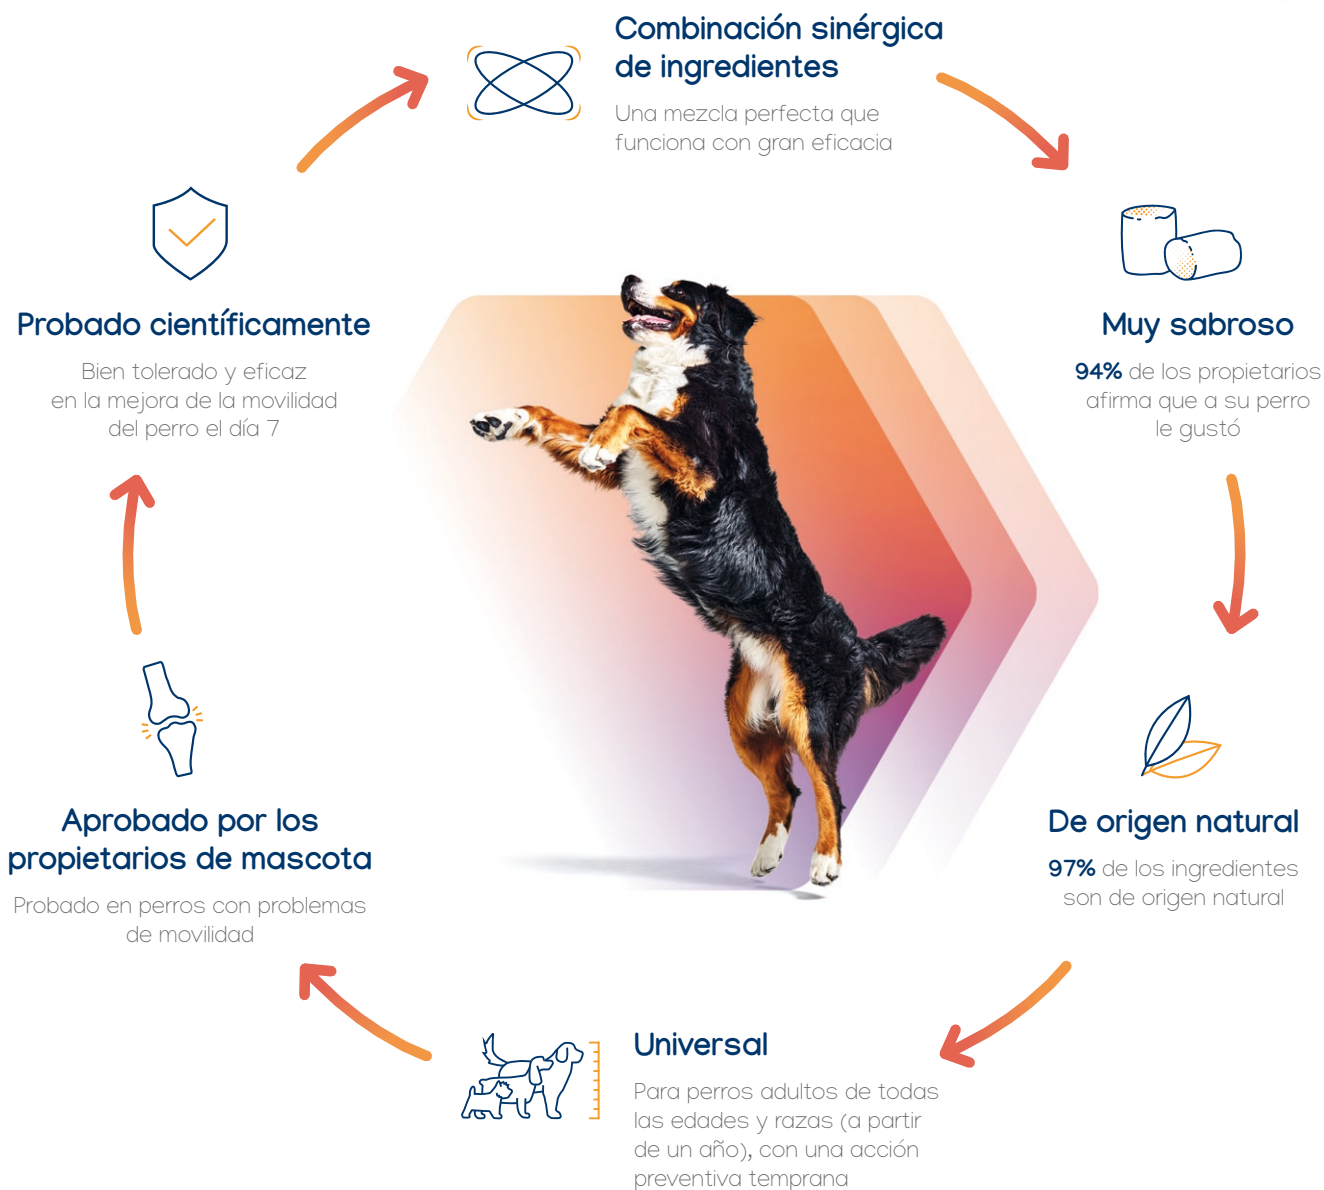 Combinación sinérgica
de ingredientes
Una mezcla perfecta que
funciona con gran eficacia
Muy sabroso
94% de los propietarios
afirma que a su perro
le gustó
De origen natural
97% de los ingredientes
son de origen natural
Universal
Para perros adultos de todas
las edades y razas (a partir
de un año), con una acción
preventiva temprana
Aprobado por los
propietarios de mascota
Probado en perros con problemas
de movilidad
Probado científicamente
Bien tolerado y eficaz
en la mejora de la movilidad
del perro el día 7